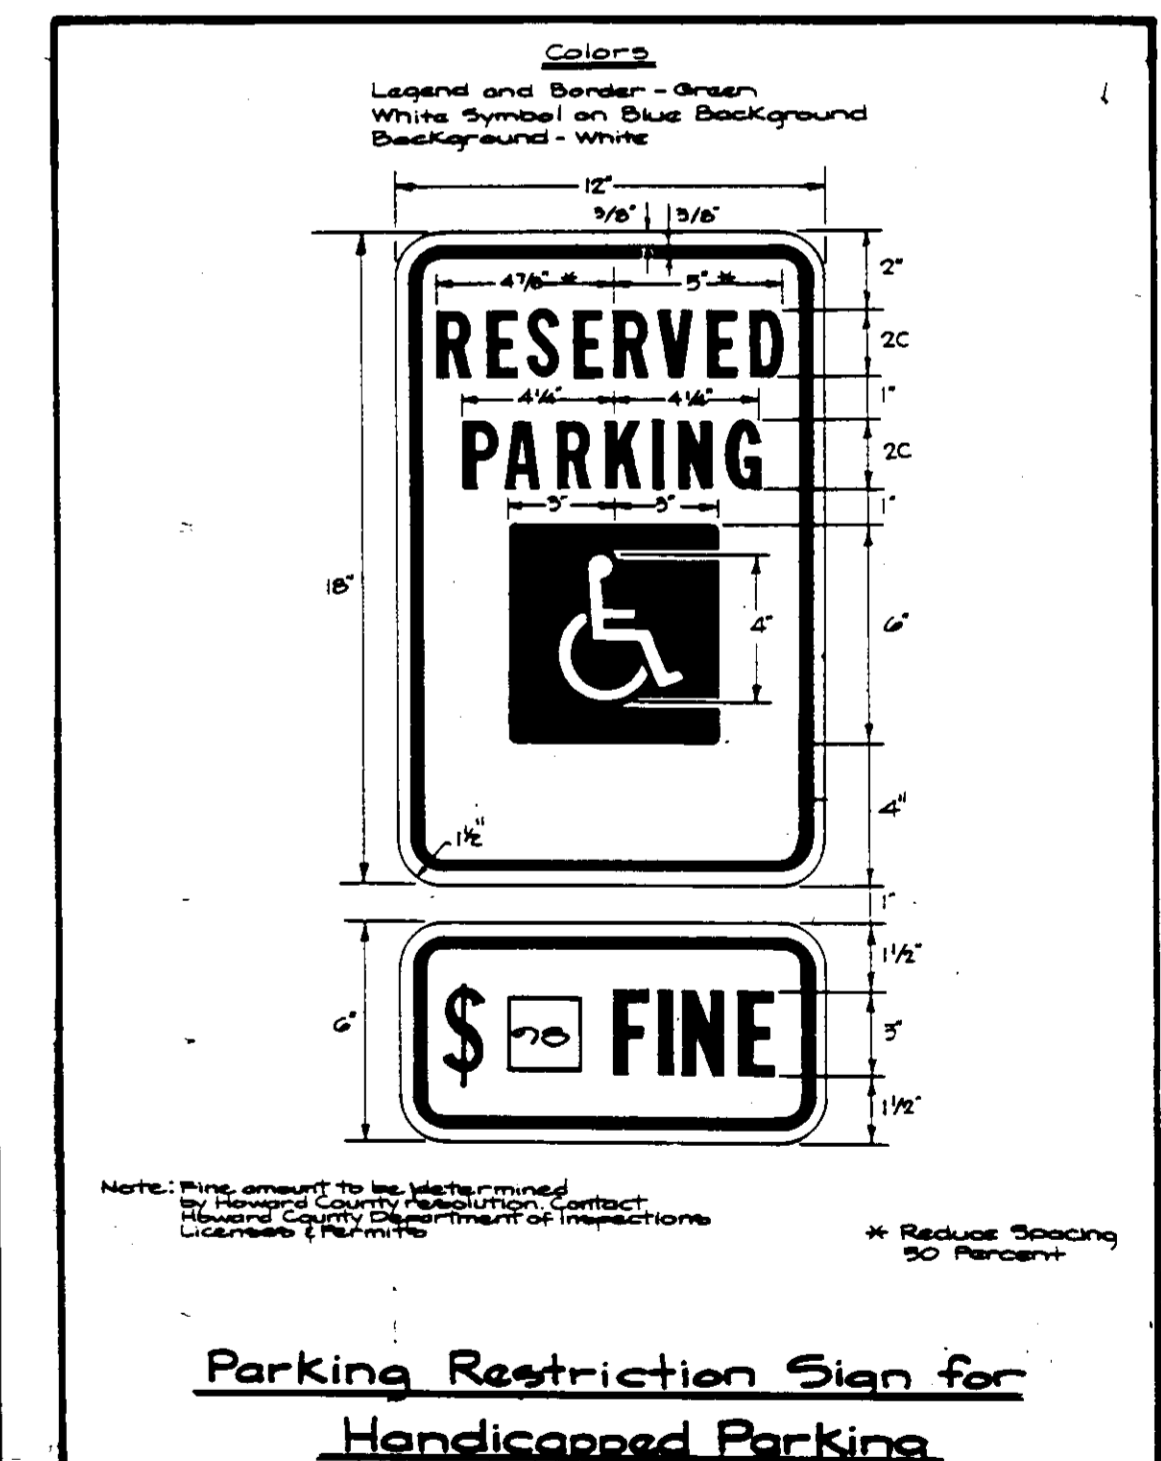 Colors
Legend and Border - Green
White Symbol on Blue Background
Background - White
12"
3/8" 3/8"
2"
4 7/8" * 5" *
RESERVED
2C
4 1/4" 4 1/4"
1"
PARKING
2C
3" 3"
1"
18"
4"
6"
4"
1 1/2"
1"
1 1/2"
6"
$ FINE
3"
1 1/2"
Note: Fine amount to be determined
by Howard County resolution. Contact
Howard County Department of Inspections
Licenses & Permits
* Reduce Spacing
50 Percent
Parking Restriction Sign for
Handicapped Parking